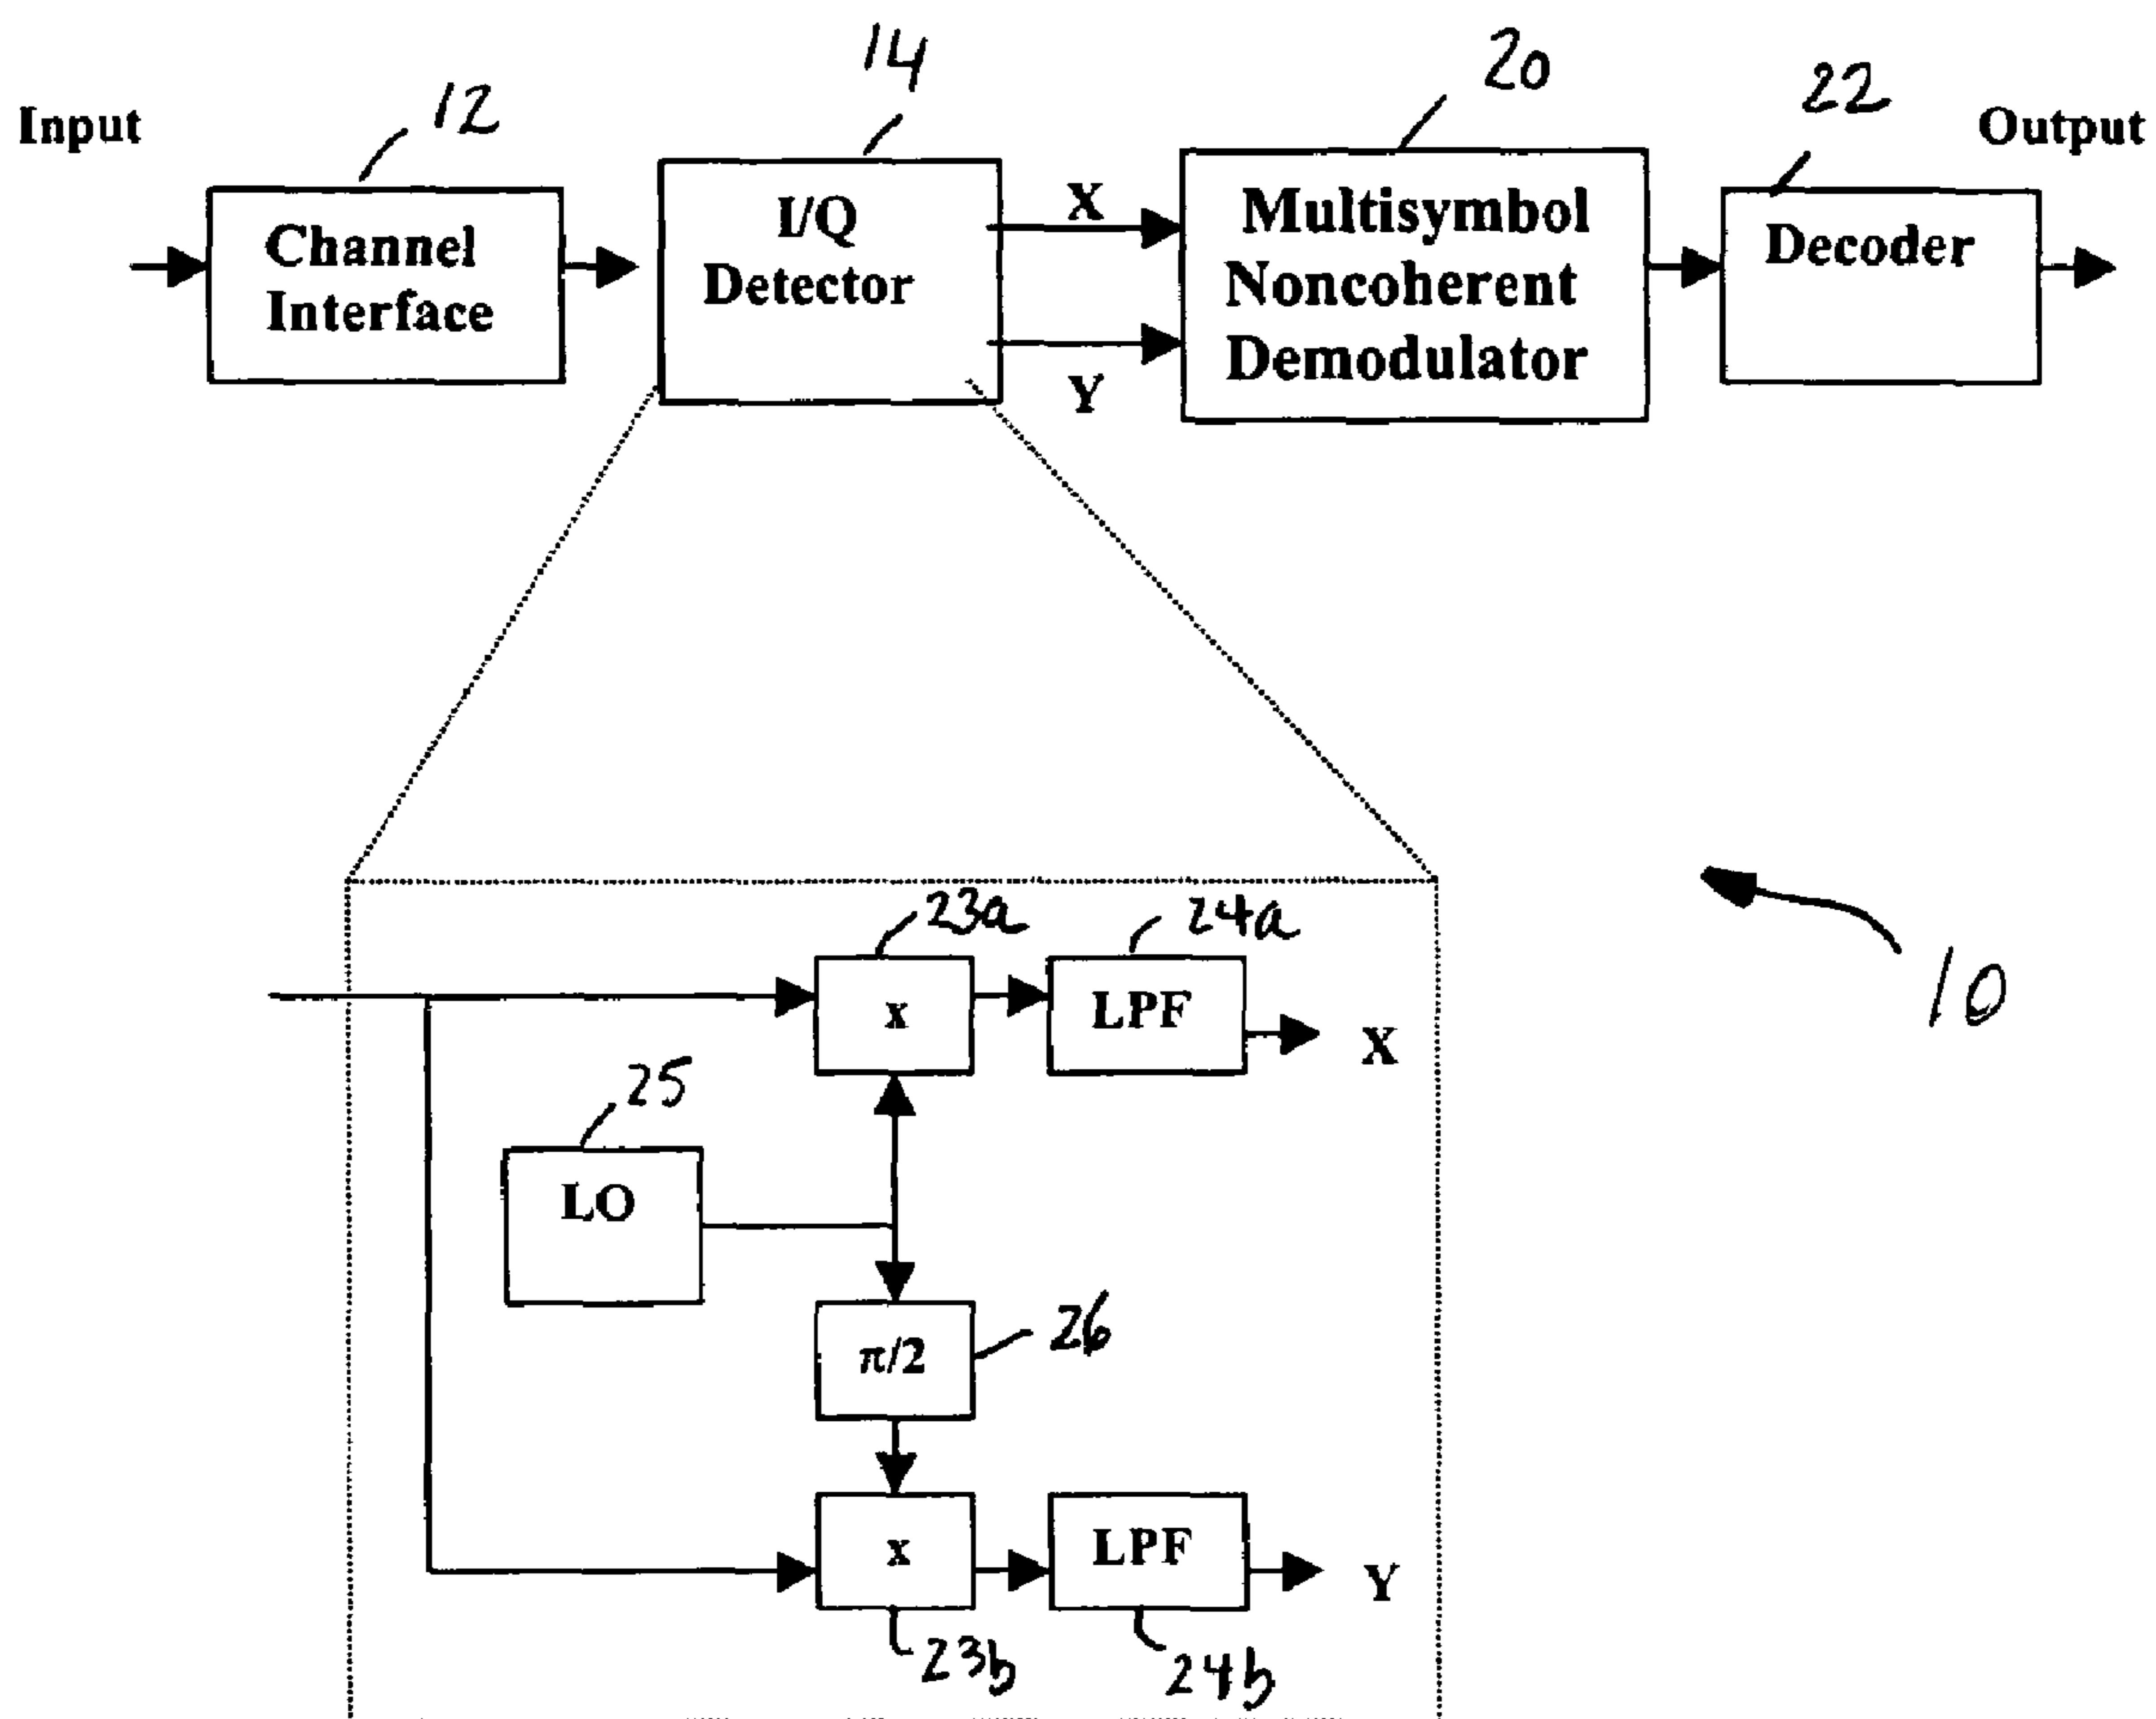 14
20
12
22
Input
Output
Channel
Interface
I/Q
Detector
X
Y
Multisymbol
Noncoherent
Demodulator
Decoder
23a
24a
x
LPF
X
10
25
LO
π/2
26
x
LPF
Y
23b
24b